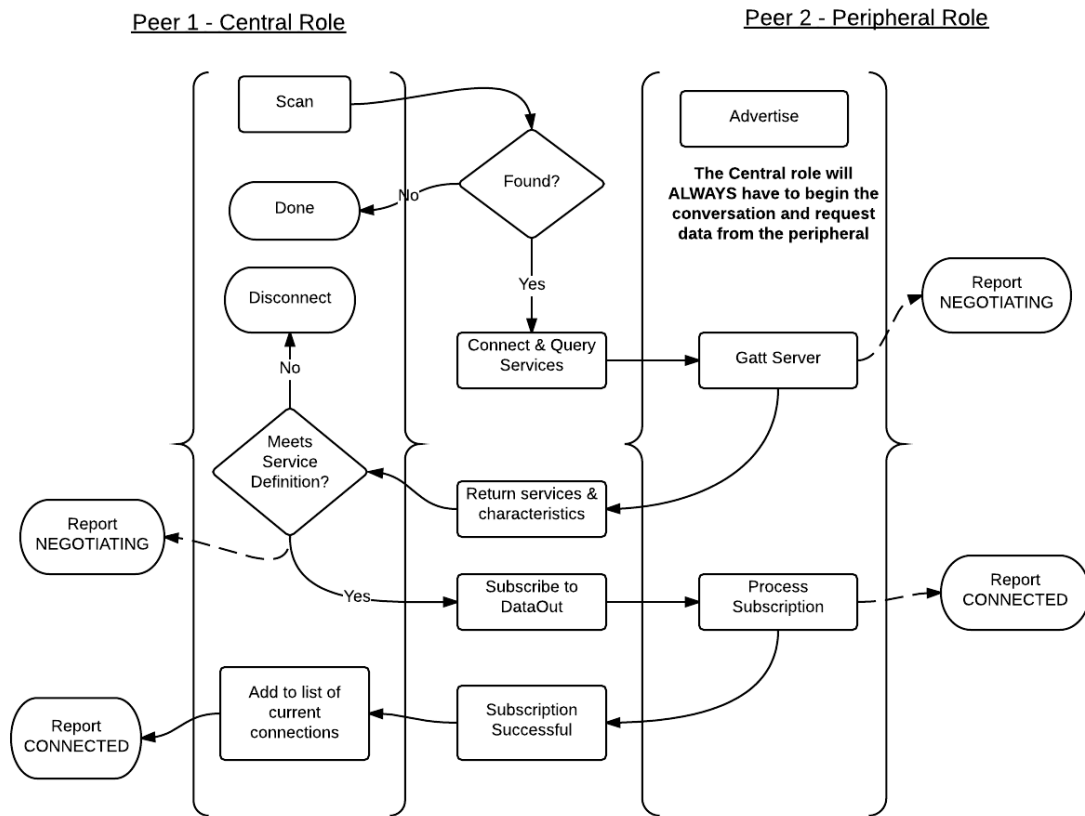 Peer 1 - Central Role
Peer 2 - Peripheral Role
Scan
Advertise
Found?
The Central role will
ALWAYS have to begin the
conversation and request
data from the peripheral
No
Done
Yes
Disconnect
Report
NEGOTIATING
Connect & Query
Services
Gatt Server
No
Meets
Service
Definition?
Return services &
characteristics
Report
NEGOTIATING
Yes
Subscribe to
DataOut
Process
Subscription
Report
CONNECTED
Add to list of
current
connections
Subscription
Successful
Report
CONNECTED